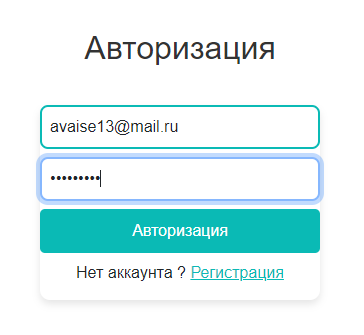 Авторизация
avaise13@mail.ru
•••••••••
Авторизация
Нет аккаунта ? Регистрация